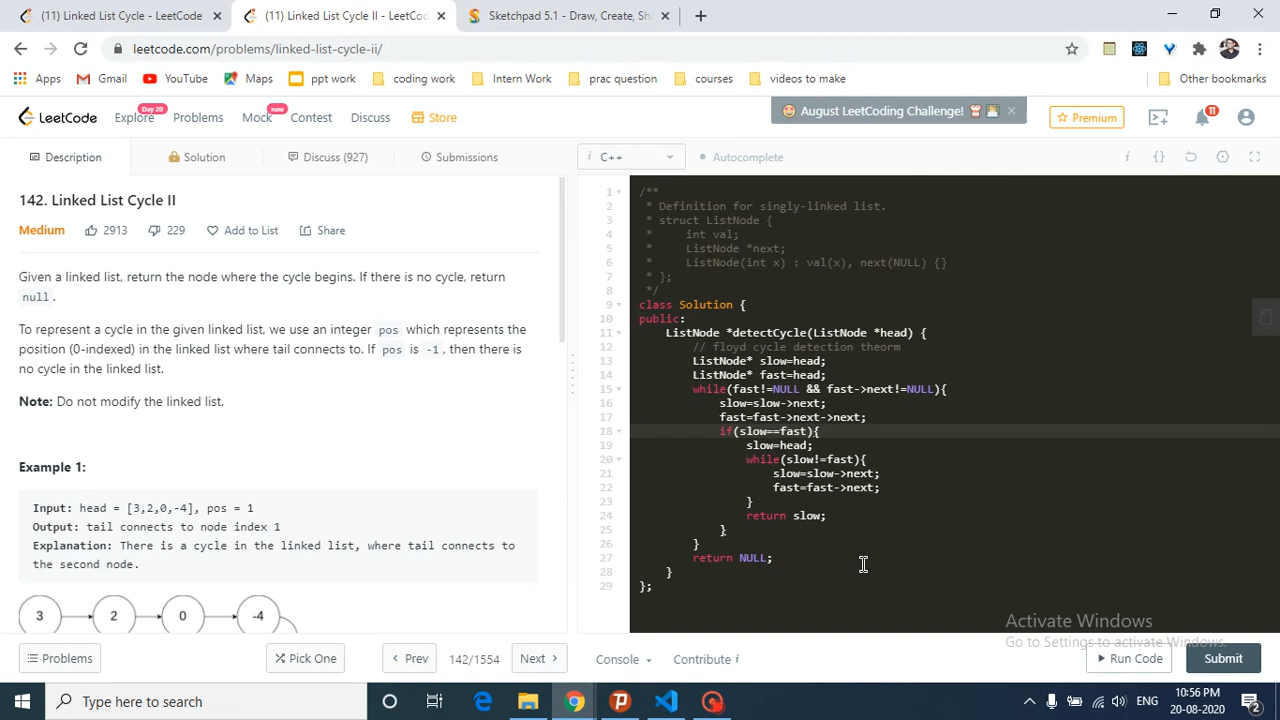 (11) Linked List Cycle - LeetCode
(11) Linked List Cycle II - LeetCod
Sketchpad 5.1 - Draw, Create, Sha
leetcode.com/problems/linked-list-cycle-ii/
Apps
Gmail
YouTube
Maps
ppt work
coding work
Intern Work
prac question
courses
videos to make
Other bookmarks
LeetCode
Explore
Day 20
Problems
Mock
new
Contest
Discuss
Store
August LeetCoding Challenge!
Premium
11
Description
Solution
Discuss (927)
Submissions
C++
Autocomplete
142. Linked List Cycle II
Medium
2913
229
Add to List
Share
Given a linked list, return the node where the cycle begins. If there is no cycle, return
null.
To represent a cycle in the given linked list, we use an integer pos which represents the
position (0-indexed) in the linked list where tail connects to. If pos is -1, then there is
no cycle in the linked list.
Note: Do not modify the linked list.
Example 1:
Input: head = [3,2,0,-4], pos = 1
Output: tail connects to node index 1
Explanation: There is a cycle in the linked list, where tail connects to
the second node.
3
2
0
-4
1 /**
2 * Definition for singly-linked list.
3 * struct ListNode {
4 *     int val;
5 *     ListNode *next;
6 *     ListNode(int x) : val(x), next(NULL) {}
7 * };
8 */
9 class Solution {
10 public:
11     ListNode *detectCycle(ListNode *head) {
12         // floyd cycle detection theorm
13         ListNode* slow=head;
14         ListNode* fast=head;
15         while(fast!=NULL && fast->next!=NULL){
16             slow=slow->next;
17             fast=fast->next->next;
18             if(slow==fast){
19                 slow=head;
20                 while(slow!=fast){
21                     slow=slow->next;
22                     fast=fast->next;
23                 }
24                 return slow;
25             }
26         }
27         return NULL;
28     }
29 };
Activate Windows
Go to Settings to activate Windows.
Problems
Pick One
Prev
142/1554
Next
Console
Contribute i
Run Code
Submit
Type here to search
ENG
10:56 PM
20-08-2020
2